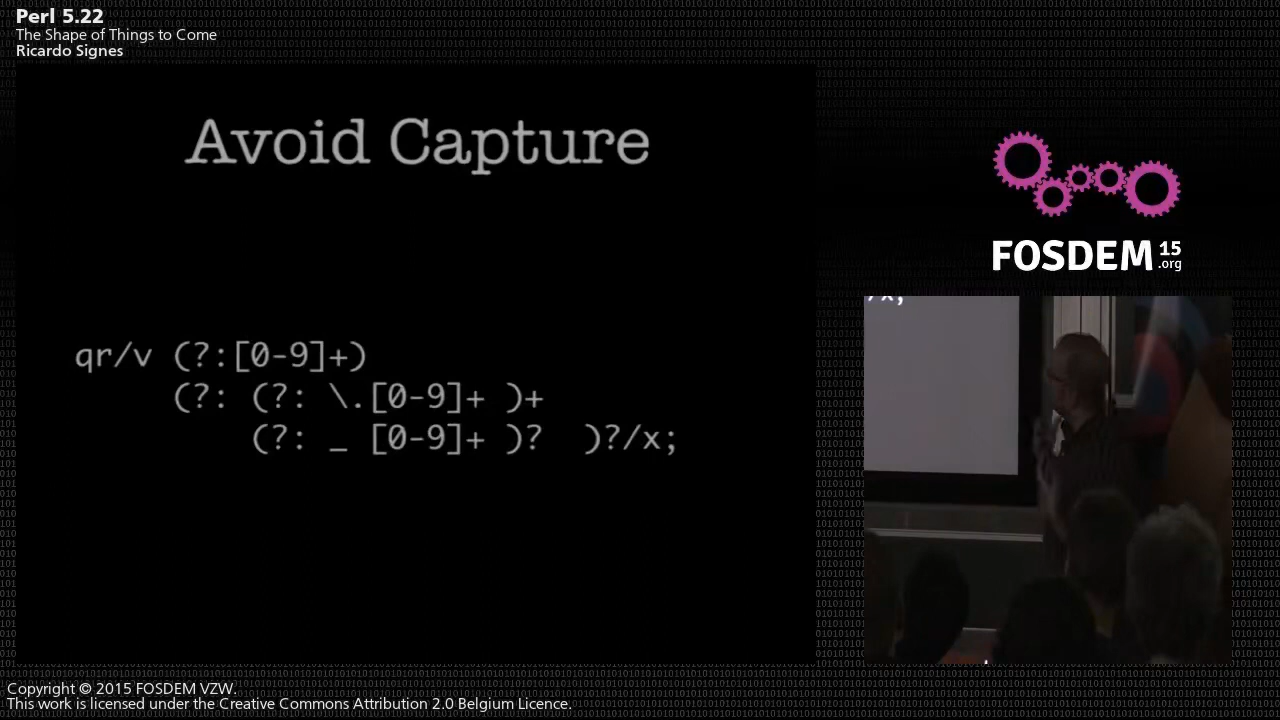 Perl 5.22
The Shape of Things to Come
Ricardo Signes
Avoid Capture
qr/v (?:[0-9]+)
(?: (?: \.[0-9]+ )+
(?: _ [0-9]+ )?  )?/x;
FOSDEM 15
.org
/x;
Copyright © 2015 FOSDEM VZW.
This work is licensed under the Creative Commons Attribution 2.0 Belgium Licence.